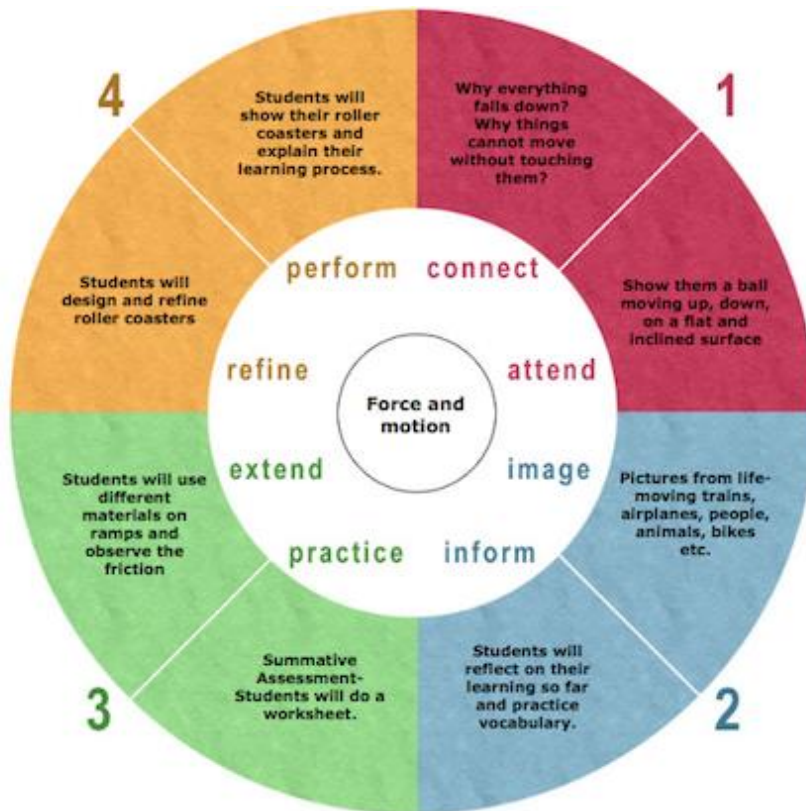 4
1
Students will
show their roller
coasters and
explain their
learning process.
Why everything
falls down?
Why things
cannot move
without touching
them?
perform
connect
Students will
design and refine
roller coasters
Show them a ball
moving up, down,
on a flat and
inclined surface
refine
attend
Force and
motion
extend
image
Students will use
different
materials on
ramps and
observe the
friction
Pictures from life-
moving trains,
airplanes, people,
animals, bikes
etc.
practice
inform
Summative
Assessment-
Students will do a
worksheet.
Students will
reflect on their
learning so far
and practice
vocabulary.
3
2